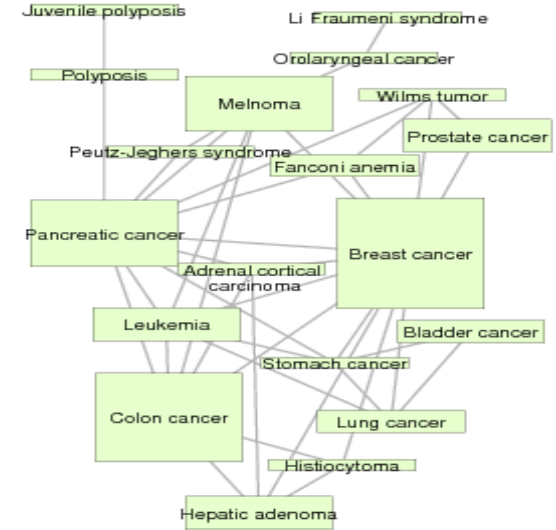 Juvenile polyposis
Li Fraumeni syndrome
Orolaryngeal cancer
Polyposis
Wilms tumor
Melnoma
Prostate cancer
Peutz-Jeghers syndrome
Fanconi anemia
Pancreatic cancer
Breast cancer
Adrenal cortical
carcinoma
Leukemia
Bladder cancer
Stomach cancer
Colon cancer
Lung cancer
Histiocytoma
Hepatic adenoma